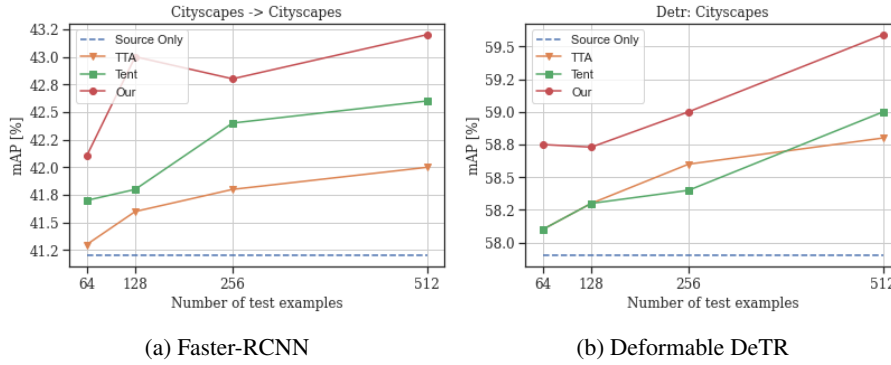 Cityscapes -> Cityscapes
mAP [%]
43.2
43.0
42.8
42.5
42.2
42.0
41.8
41.5
41.2
Source Only
TTA
Tent
Our
64
128
256
512
Number of test examples
(a) Faster-RCNN
Detr: Cityscapes
mAP [%]
59.5
59.2
59.0
58.8
58.5
58.2
58.0
Source Only
TTA
Tent
Our
64
128
256
512
Number of test examples
(b) Deformable DeTR